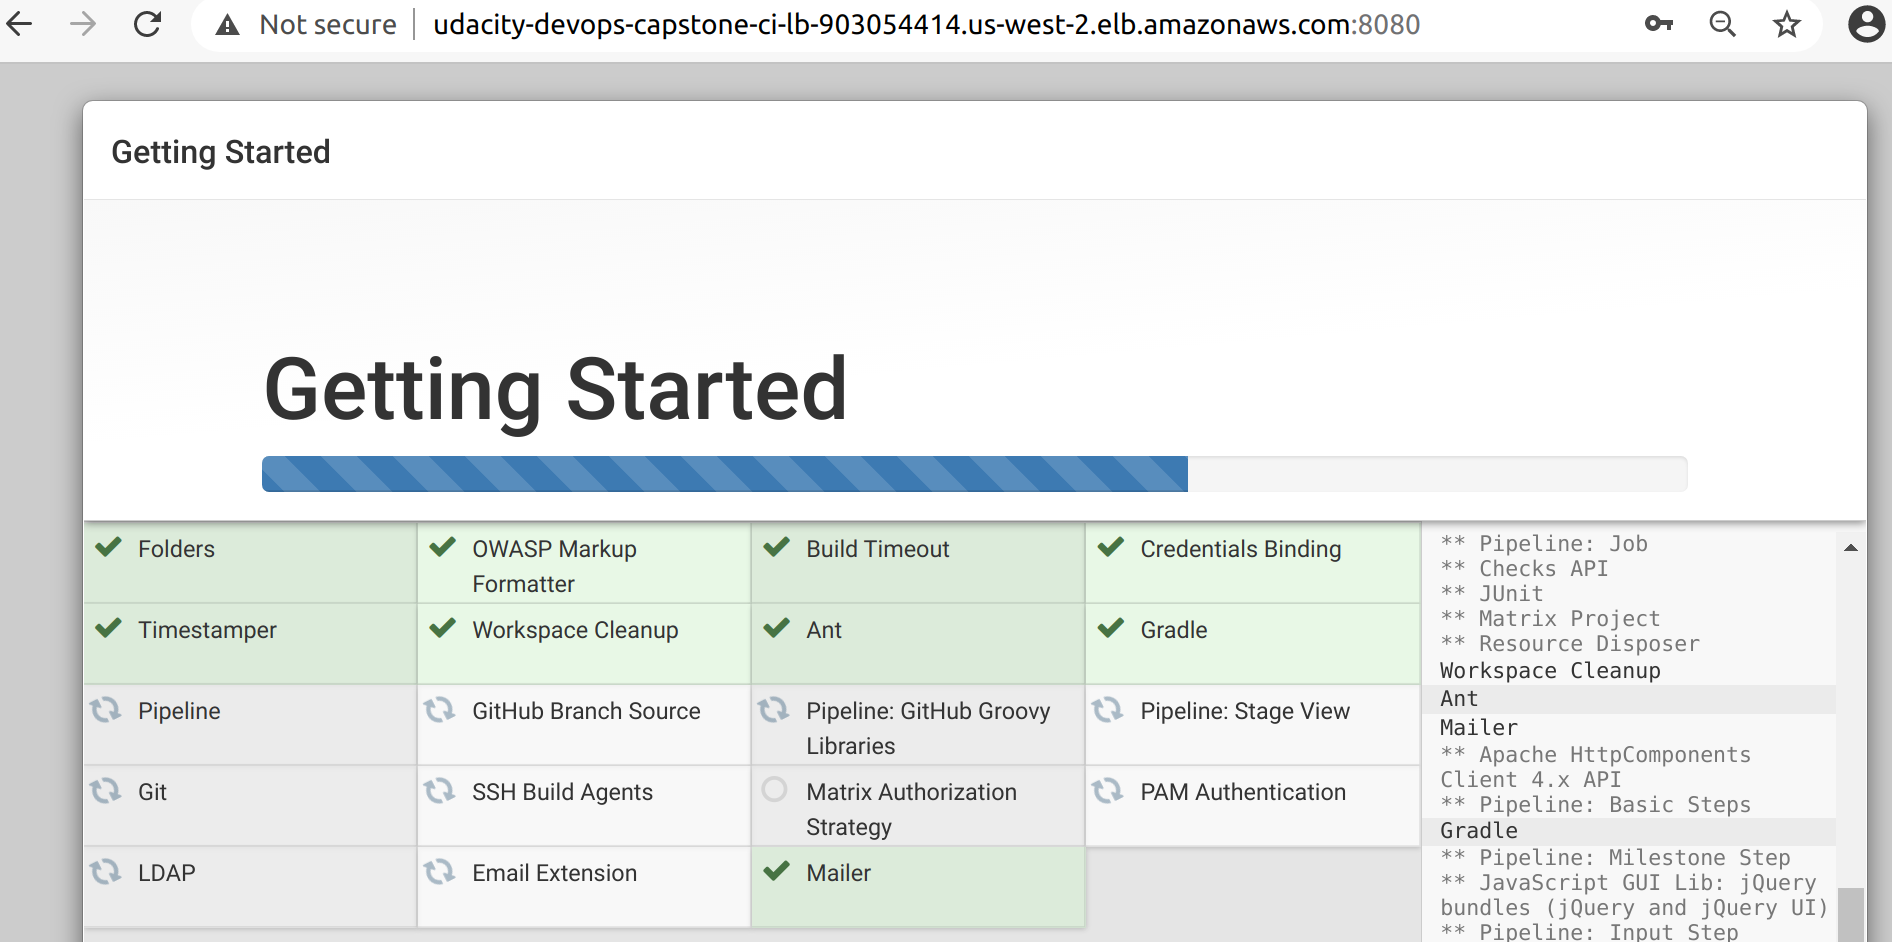 Not secure udacity-devops-capstone-ci-lb-903054414.us-west-2.elb.amazonaws.com:8080
Getting Started
Getting Started
Folders
OWASP Markup
Formatter
Build Timeout
Credentials Binding
Timestamper
Workspace Cleanup
Ant
Gradle
Pipeline
GitHub Branch Source
Pipeline: GitHub Groovy
Libraries
Pipeline: Stage View
Git
SSH Build Agents
Matrix Authorization
Strategy
PAM Authentication
LDAP
Email Extension
Mailer
** Pipeline: Job
** Checks API
** JUnit
** Matrix Project
** Resource Disposer
Workspace Cleanup
Ant
Mailer
** Apache HttpComponents
Client 4.x API
** Pipeline: Basic Steps
Gradle
** Pipeline: Milestone Step
** JavaScript GUI Lib: jQuery
bundles (jQuery and jQuery UI)
** Pipeline: Input Step